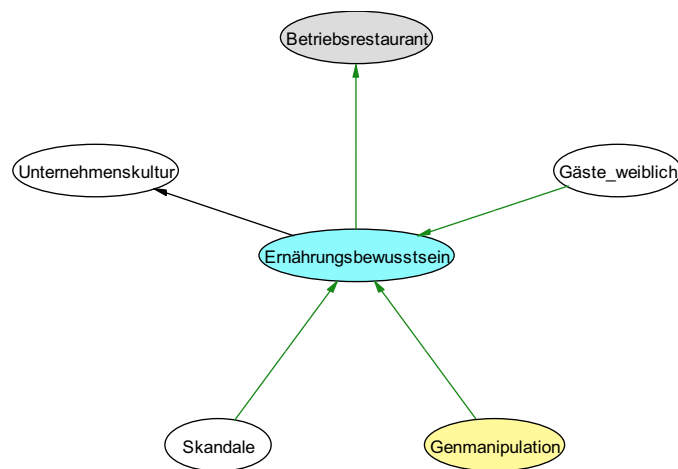 Betriebsrestaurant
Unternehmenskultur
Gäste_weiblich
Ernährungsbewusstsein
Skandale
Genmanipulation